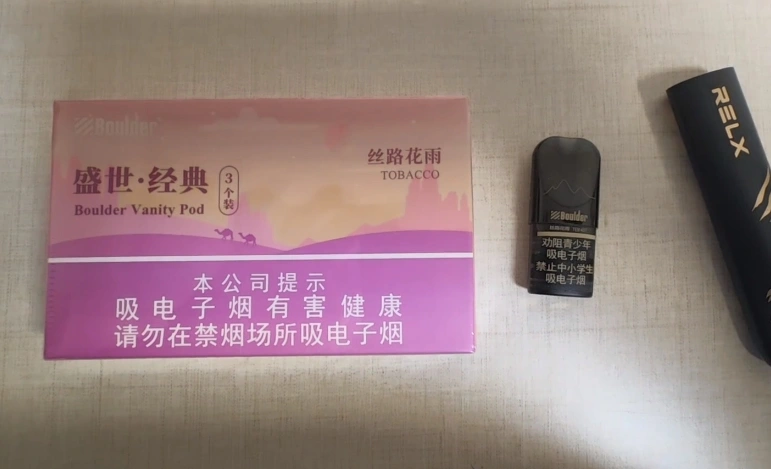 Boulder
盛世·经典
3个装
Boulder Vanity Pod
丝路花雨
TOBACCO
本公司提示
吸电子烟有害健康
请勿在禁烟场所吸电子烟
Boulder
劝阻青少年
吸电子烟
禁止中小学生
吸电子烟
RELX